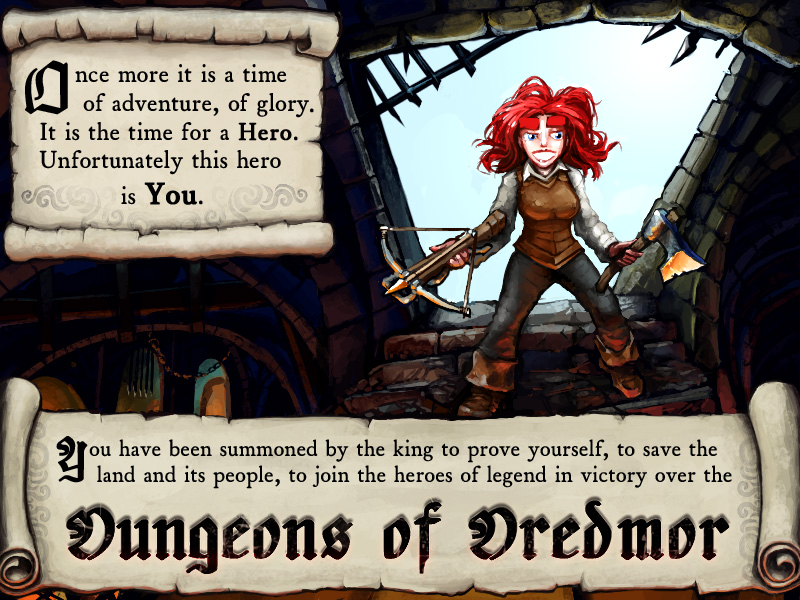 Once more it is a time
of adventure, of glory.
It is the time for a Hero.
Unfortunately this hero
is You.
You have been summoned by the king to prove yourself, to save the
land and its people, to join the heroes of legend in victory over the
Dungeons of Dredmor